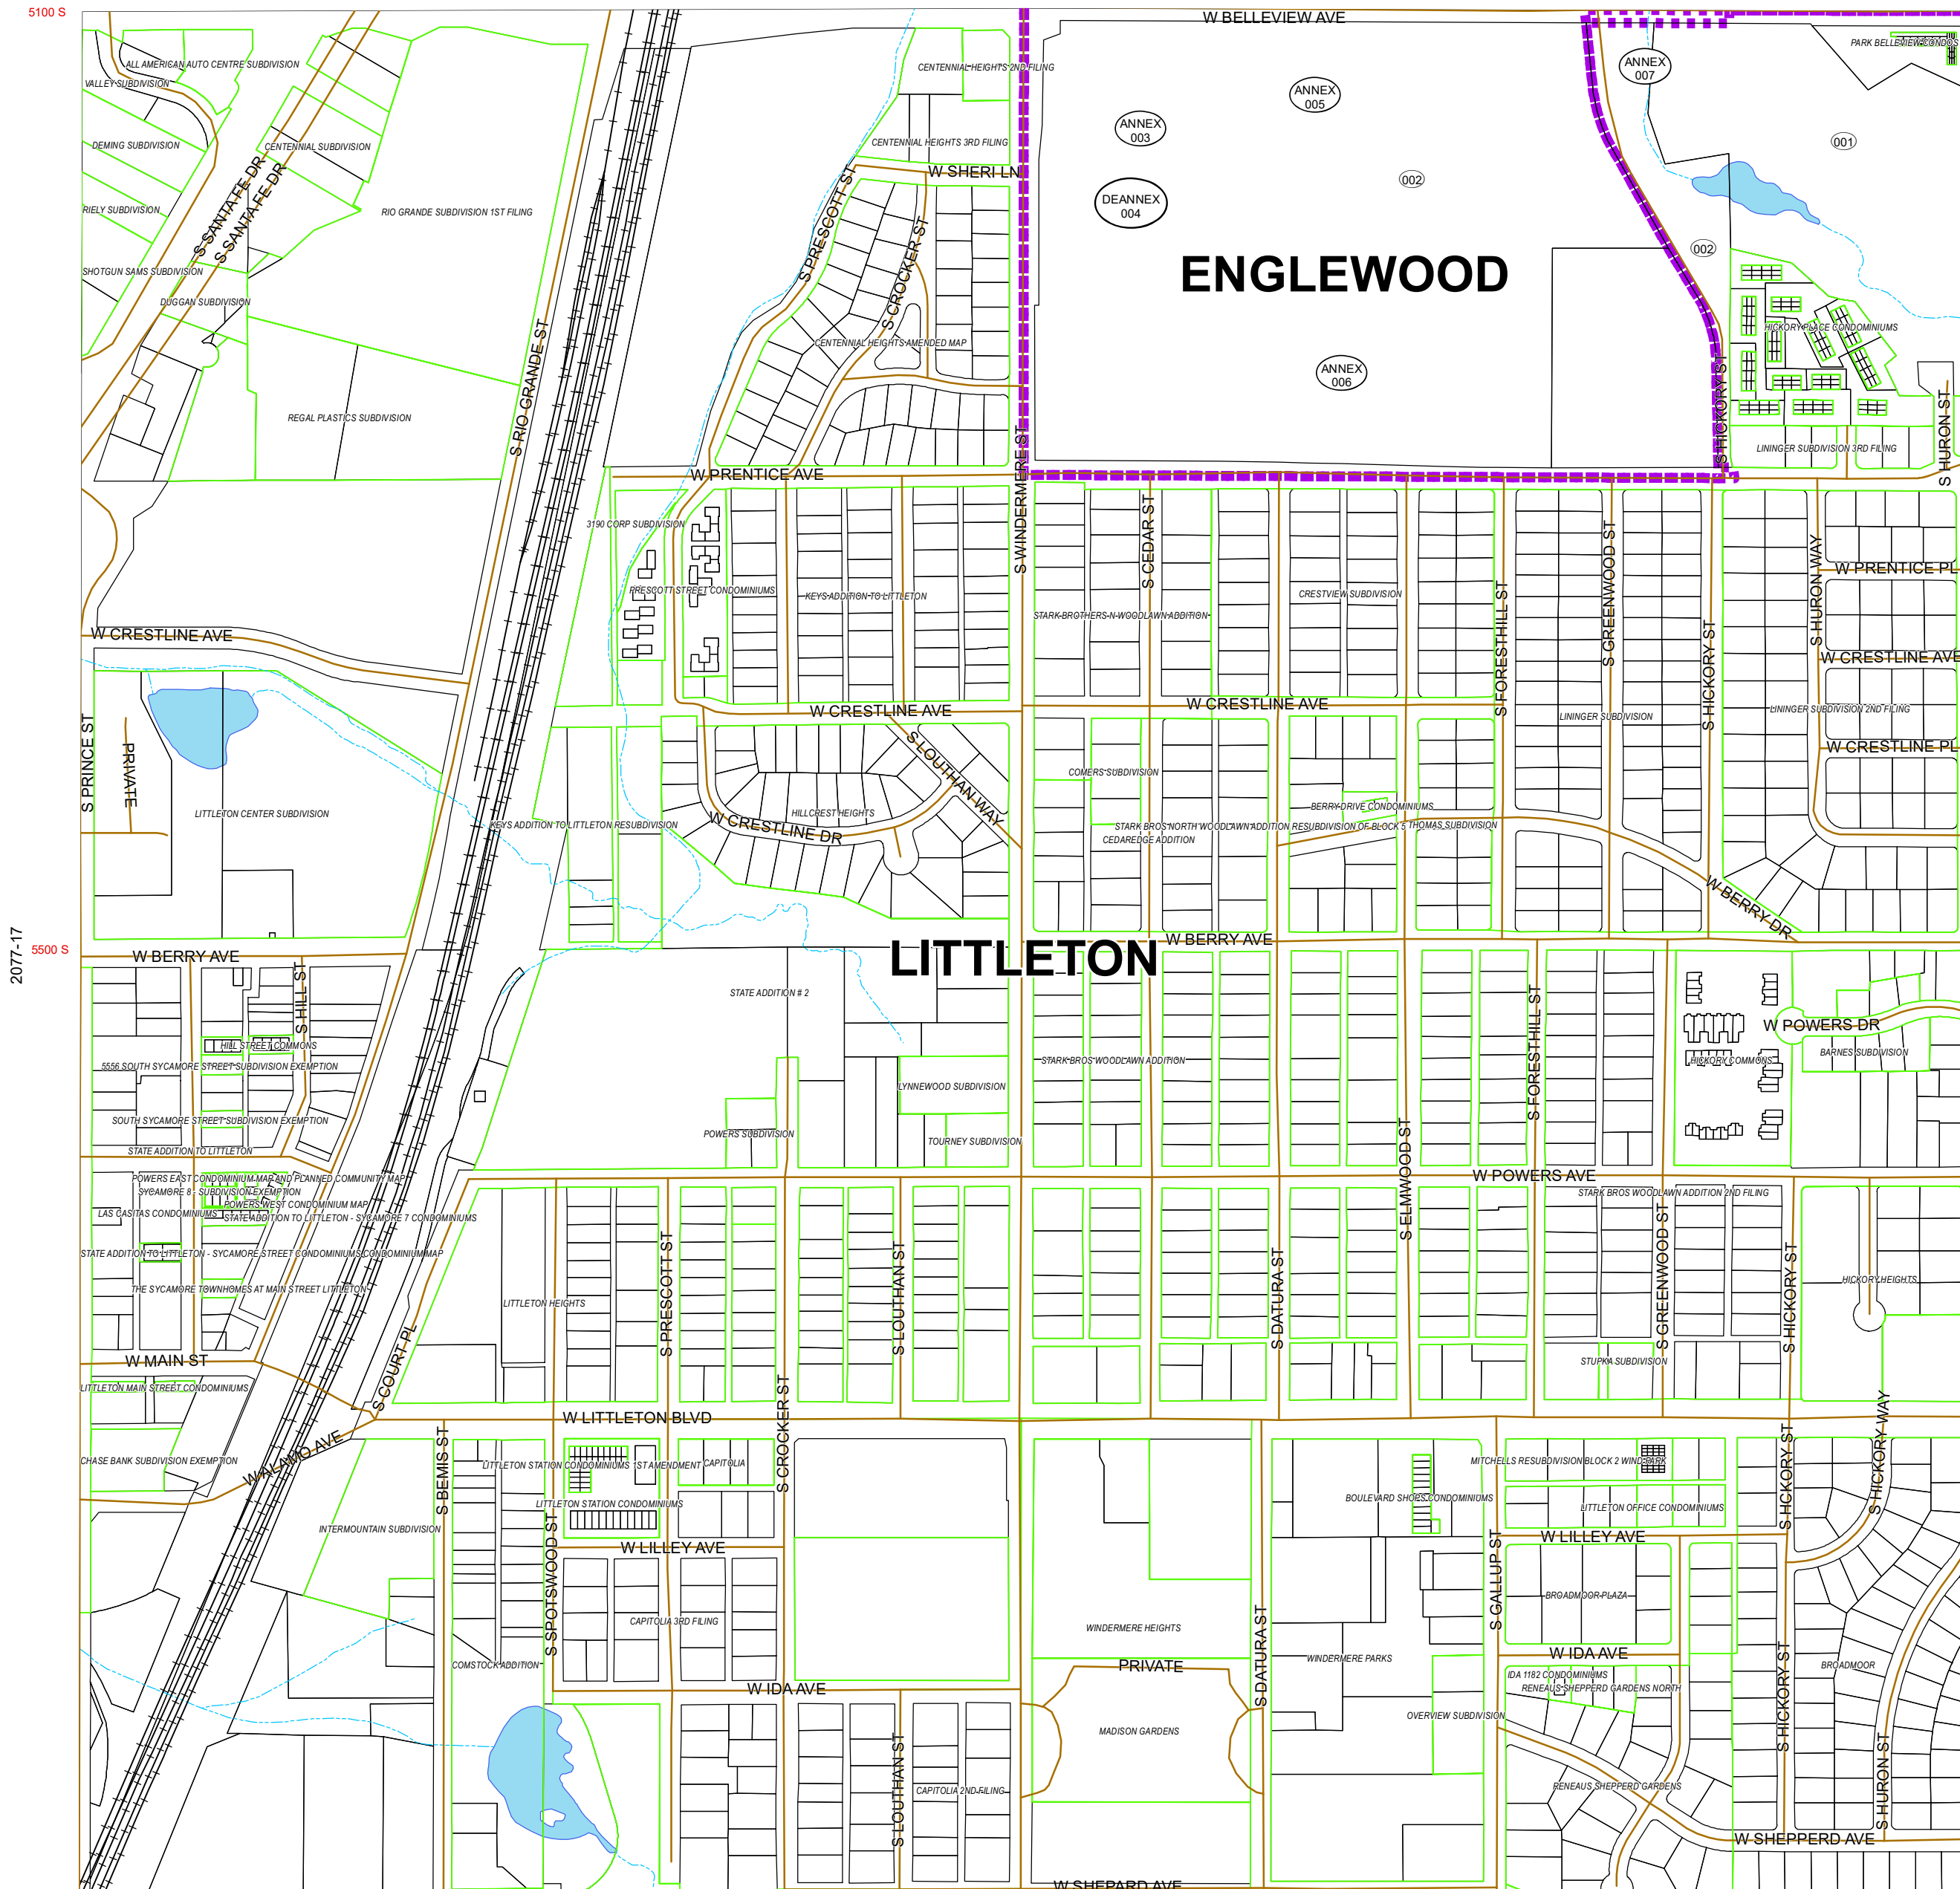 5100 S
W BELLEVIEW AVE
PARK BELLEVIEW CONDOS
ALL AMERICAN AUTO CENTRE SUBDIVISION
CENTENNIAL HEIGHTS 2ND FILING
ANNEX
007
VALLEY SUBDIVISION
ANNEX
005
ANNEX
003
DEMING SUBDIVISION
CENTENNIAL SUBDIVISION
CENTENNIAL HEIGHTS 3RD FILING
001
W SHERI LN
002
DEANNEX
004
RIELY SUBDIVISION
S SANTA FE DR
S SANTA FE DR
RIO GRANDE SUBDIVISION 1ST FILING
S PRESCOTT ST
S CROCKER ST
002
SHOTGUN SAMS SUBDIVISION
ENGLEWOOD
DUGGAN SUBDIVISION
HICKORY PLACE CONDOMINIUMS
CENTENNIAL HEIGHTS AMENDED MAP
ANNEX
006
S RIO GRANDE ST
REGAL PLASTICS SUBDIVISION
S HICKORY ST
S HURON ST
LININGER SUBDIVISION 3RD FILING
S WINDERMERE ST
W PRENTICE AVE
3190 CORP SUBDIVISION
S CEDAR ST
S GREENWOOD ST
S HURON WAY
W PRENTICE PL
PRESCOTT STREET CONDOMINIUMS
KEYS ADDITION TO LITTLETON
CRESTVIEW SUBDIVISION
STARK BROTHERS N WOODLAWN ADDITION
S FORESTHILL ST
S HICKORY ST
W CRESTLINE AVE
W CRESTLINE AVE
W CRESTLINE AVE
W CRESTLINE AVE
LININGER SUBDIVISION
LININGER SUBDIVISION 2ND FILING
S PRINCE ST
PRIVATE
S LOUTHAN WAY
W CRESTLINE PL
COMERS SUBDIVISION
LITTLETON CENTER SUBDIVISION
HILLCREST HEIGHTS
BERRY DRIVE CONDOMINIUMS
KEYS ADDITION TO LITTLETON RESUBDIVISION
W CRESTLINE DR
STARK BROS NORTH WOODLAWN ADDITION RESUBDIVISION OF BLOCK 5
THOMAS SUBDIVISION
CEDAREDGE ADDITION
W BERRY DR
2077-17
5500 S
W BERRY AVE
LITTLETON
W BERRY AVE
STATE ADDITION # 2
S HILL ST
S FORESTHILL ST
W POWERS DR
HILL STREET COMMONS
5556 SOUTH SYCAMORE STREET SUBDIVISION EXEMPTION
STARK BROS WOODLAWN ADDITION
HICKORY COMMONS
BARNES SUBDIVISION
LYNNEWOOD SUBDIVISION
SOUTH SYCAMORE STREET SUBDIVISION EXEMPTION
POWERS SUBDIVISION
TOURNEY SUBDIVISION
STATE ADDITION TO LITTLETON
S ELMWOOD ST
W POWERS AVE
POWERS EAST CONDOMINIUM MAP AND PLANNED COMMUNITY MAP
SYCAMORE 8 - SUBDIVISION EXEMPTION
STARK BROS WOODLAWN ADDITION 2ND FILING
POWERS WEST CONDOMINIUM MAP
LAS CASITAS CONDOMINIUMS
STATE ADDITION TO LITTLETON - SYCAMORE 7 CONDOMINIUMS
STATE ADDITION TO LITTLETON - SYCAMORE STREET CONDOMINIUMS CONDOMINIUM MAP
S PRESCOTT ST
S LOUTHAN ST
S DATURA ST
S GREENWOOD ST
S HICKORY ST
HICKORY HEIGHTS
THE SYCAMORE TOWNHOMES AT MAIN STREET LITTLETON
LITTLETON HEIGHTS
W MAIN ST
S COURT PL
STUPKA SUBDIVISION
LITTLETON MAIN STREET CONDOMINIUMS
W LITTLETON BLVD
S CROCKER ST
S HICKORY WAY
W ALAMO AVE
CHASE BANK SUBDIVISION EXEMPTION
S BEMIS ST
LITTLETON STATION CONDOMINIUMS 1ST AMENDMENT
CAPITOLIA
MITCHELLS RESUBDIVISION BLOCK 2 WIND PARK
S HICKORY ST
LITTLETON STATION CONDOMINIUMS
BOULEVARD SHOPS CONDOMINIUMS
LITTLETON OFFICE CONDOMINIUMS
INTERMOUNTAIN SUBDIVISION
S SPOTSWOOD ST
W LILLEY AVE
S GALLUP ST
W LILLEY AVE
BROADMOOR PLAZA
CAPITOLIA 3RD FILING
WINDERMERE HEIGHTS
S DATURA ST
WINDERMERE PARKS
W IDA AVE
COMSTOCK ADDITION
PRIVATE
S HICKORY ST
BROADMOOR
IDA 1182 CONDOMINIUMS
RENEAUS SHEPPERD GARDENS NORTH
W IDA AVE
OVERVIEW SUBDIVISION
MADISON GARDENS
S LOUTHAN ST
S HURON ST
CAPITOLIA 2ND FILING
RENEAUS SHEPPERD GARDENS
W SHEPPERD AVE
W SHEPARD AVE